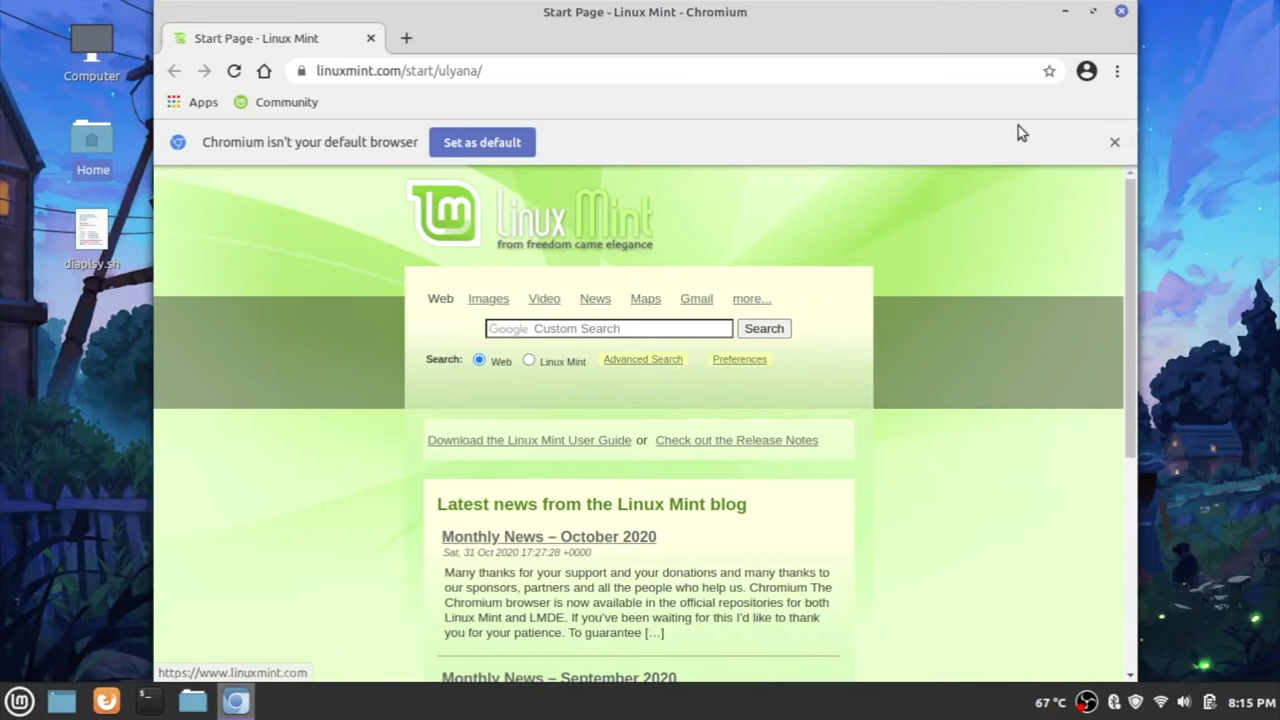 Start Page - Linux Mint - Chromium
Start Page - Linux Mint
linuxmint.com/start/ulyana/
Apps
Community
Chromium isn't your default browser
Set as default
Computer
Home
diaplsy.sh
Linux Mint
from freedom came elegance
Web Images Video News Maps Gmail more...
Google Custom Search
Search
Search: Web Linux Mint Advanced Search Preferences
Download the Linux Mint User Guide or Check out the Release Notes
Latest news from the Linux Mint blog
Monthly News – October 2020
Sat, 31 Oct 2020 17:27:28 +0000
Many thanks for your support and your donations and many thanks to
our sponsors, partners and all the people who help us. Chromium The
Chromium browser is now available in the official repositories for both
Linux Mint and LMDE. If you've been waiting for this I'd like to thank
you for your patience. To guarantee […]
Monthly News – September 2020
https://www.linuxmint.com
67 °C
8:15 PM